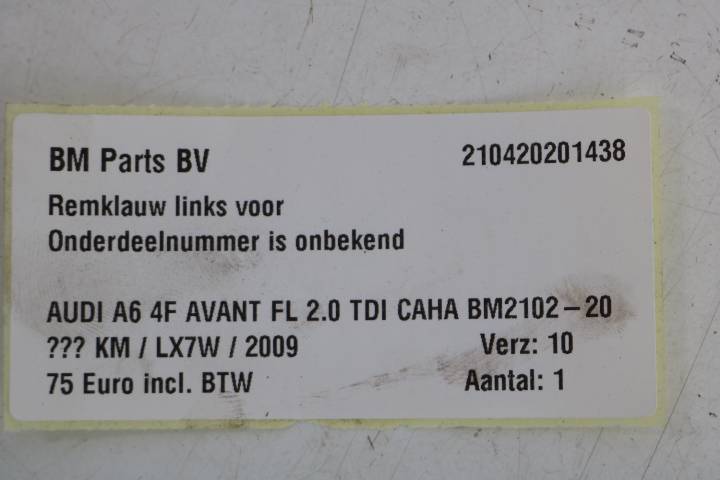 BM Parts BV 210420201438
Remklauw links voor
Onderdeelnummer is onbekend
AUDI A6 4F AVANT FL 2.0 TDI CAHA BM2102-20
??? KM / LX7W / 2009 Verz: 10
75 Euro incl. BTW Aantal: 1